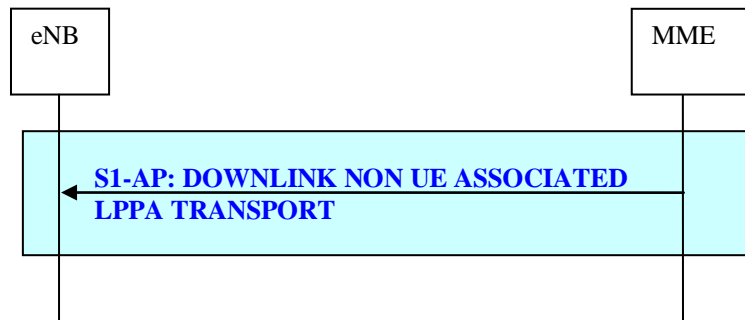 eNB
MME
S1-AP: DOWNLINK NON UE ASSOCIATED
LPPA TRANSPORT